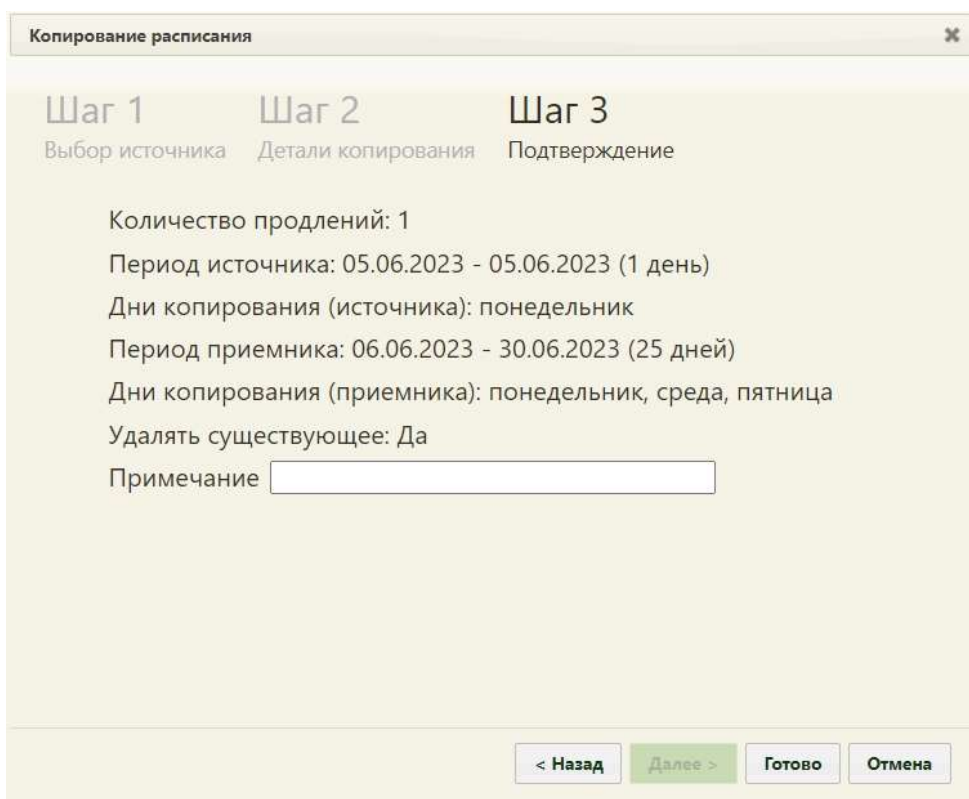 Копирование расписания
Шаг 1 Шаг 2 Шаг 3
Выбор источника Детали копирования Подтверждение
Количество продлений: 1
Период источника: 05.06.2023 - 05.06.2023 (1 день)
Дни копирования (источника): понедельник
Период приемника: 06.06.2023 - 30.06.2023 (25 дней)
Дни копирования (приемника): понедельник, среда, пятница
Удалять существующее: Да
Примечание
< Назад Далее > Готово Отмена